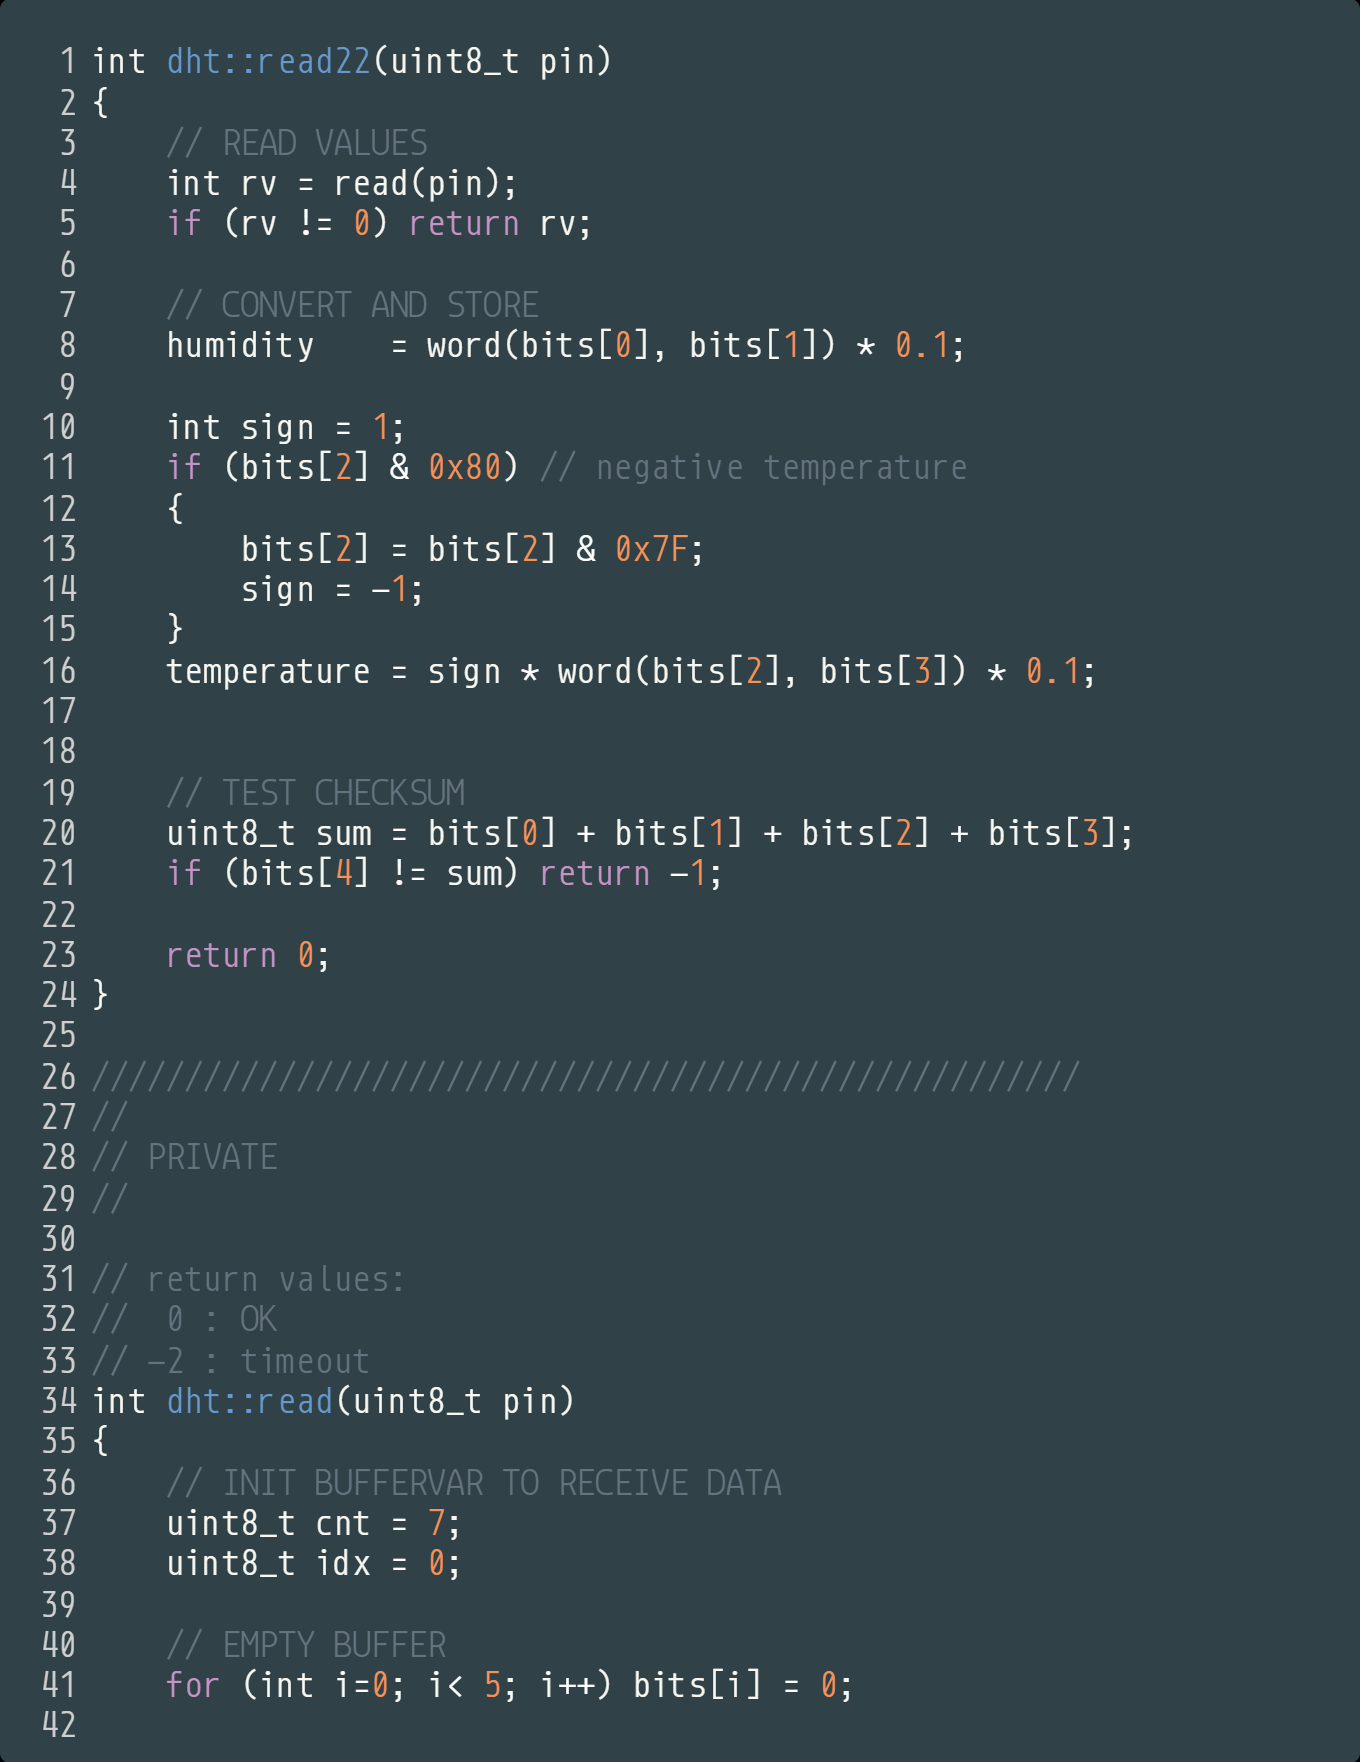 1 int dht::read22(uint8_t pin)
2 {
3     // READ VALUES
4     int rv = read(pin);
5     if (rv != 0) return rv;
6
7     // CONVERT AND STORE
8     humidity    = word(bits[0], bits[1]) * 0.1;
9
10     int sign = 1;
11     if (bits[2] & 0x80) // negative temperature
12     {
13         bits[2] = bits[2] & 0x7F;
14         sign = -1;
15     }
16     temperature = sign * word(bits[2], bits[3]) * 0.1;
17
18
19     // TEST CHECKSUM
20     uint8_t sum = bits[0] + bits[1] + bits[2] + bits[3];
21     if (bits[4] != sum) return -1;
22
23     return 0;
24 }
25
26 /////////////////////////////////////////////////////
27 //
28 // PRIVATE
29 //
30
31 // return values:
32 //  0 : OK
33 // -2 : timeout
34 int dht::read(uint8_t pin)
35 {
36     // INIT BUFFERVAR TO RECEIVE DATA
37     uint8_t cnt = 7;
38     uint8_t idx = 0;
39
40     // EMPTY BUFFER
41     for (int i=0; i< 5; i++) bits[i] = 0;
42